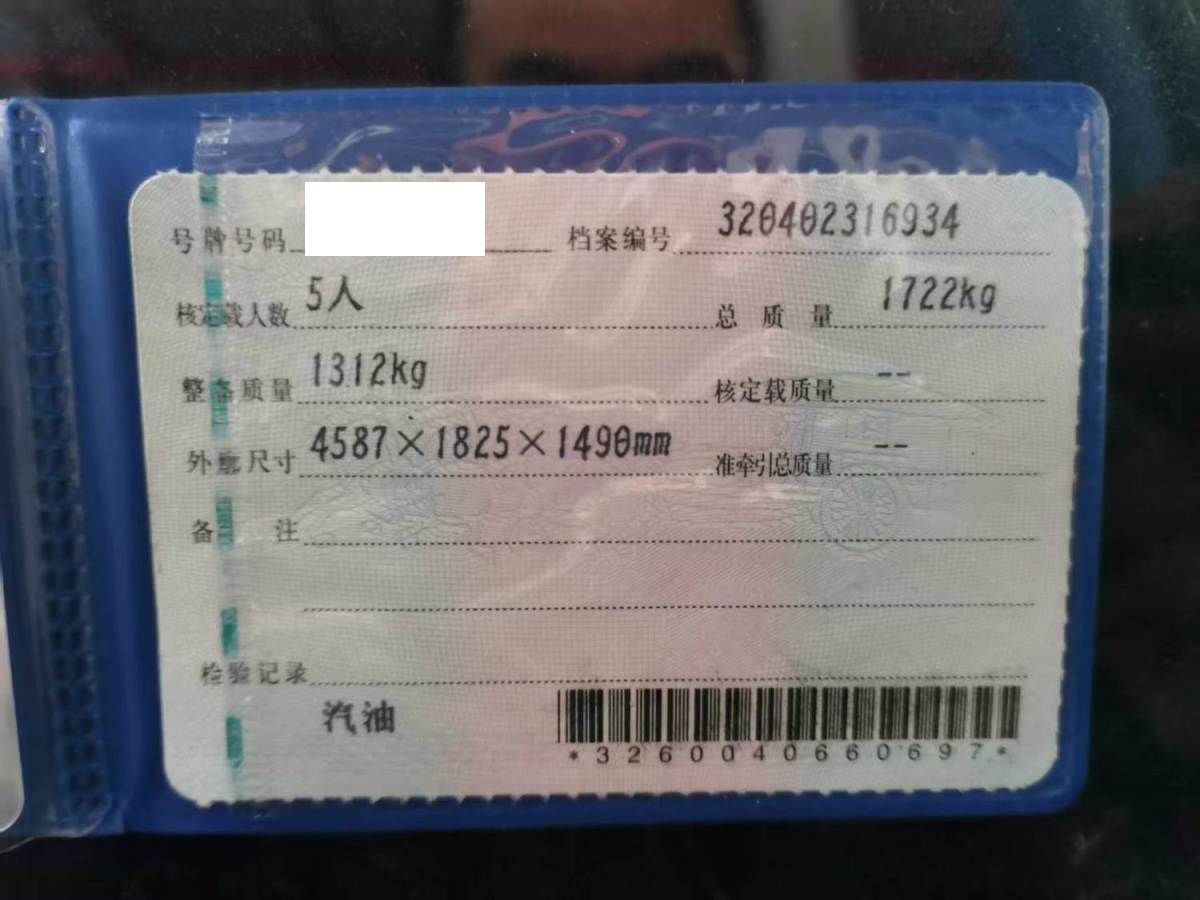 号牌号码 档案编号 320402316934
核定载人数 5人 总质量 1722kg
整备质量 1312kg 核定载质量 --
外廓尺寸 4587×1825×1490mm 准牵引总质量 --
备注
检验记录
汽油
*3260040660697*